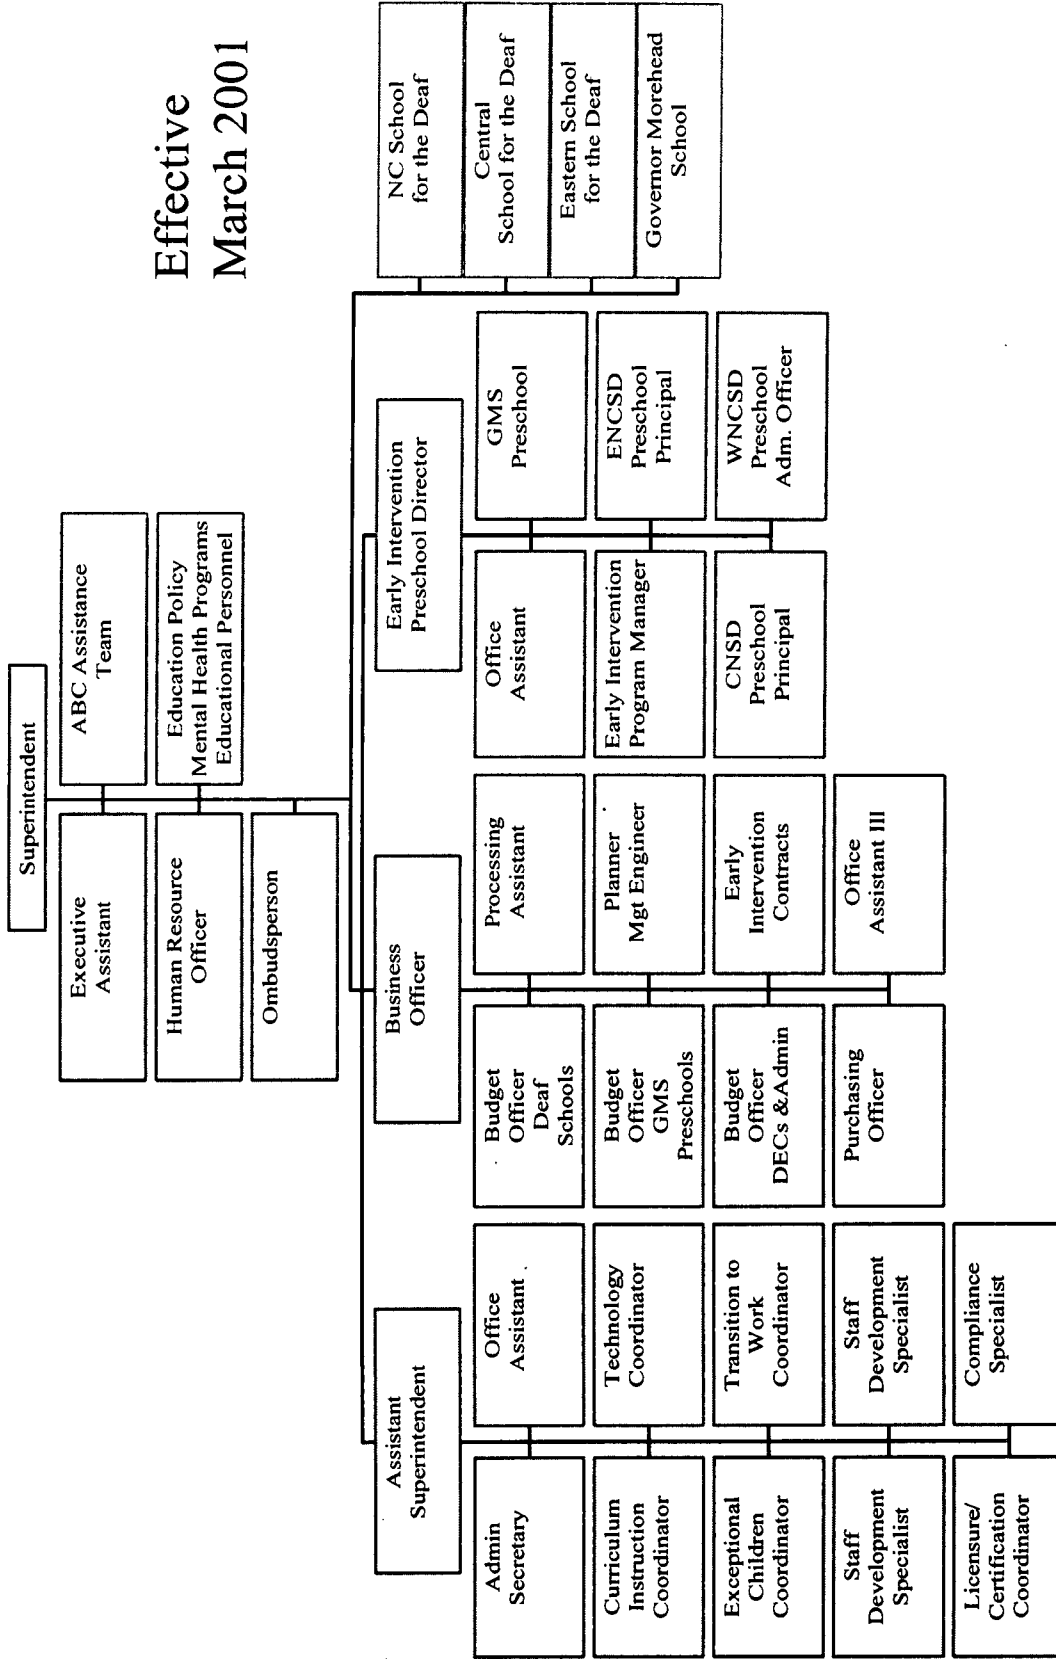 Effective
March 2001
Superintendent
Executive
Assistant
ABC Assistance
Team
Human Resource
Officer
Education Policy
Mental Health Programs
Educational Personnel
Ombudsperson
Assistant
Superintendent
Business
Officer
Early Intervention
Preschool Director
NC School
for the Deaf
Central
School for the Deaf
Eastern School
for the Deaf
Governor Morehead
School
Admin
Secretary
Office
Assistant
Curriculum
Instruction
Coordinator
Technology
Coordinator
Exceptional
Children
Coordinator
Transition to
Work
Coordinator
Staff
Development
Specialist
Staff
Development
Specialist
Licensure/
Certification
Coordinator
Compliance
Specialist
Budget
Officer
Deaf
Schools
Processing
Assistant
Budget
Officer
GMS
Preschools
Planner
Mgt Engineer
Budget
Officer
DECs &Admin
Early
Intervention
Contracts
Purchasing
Officer
Office
Assistant III
Office
Assistant
GMS
Preschool
Early Intervention
Program Manager
ENCSD
Preschool
Principal
CNSD
Preschool
Principal
WNCSD
Preschool
Adm. Officer